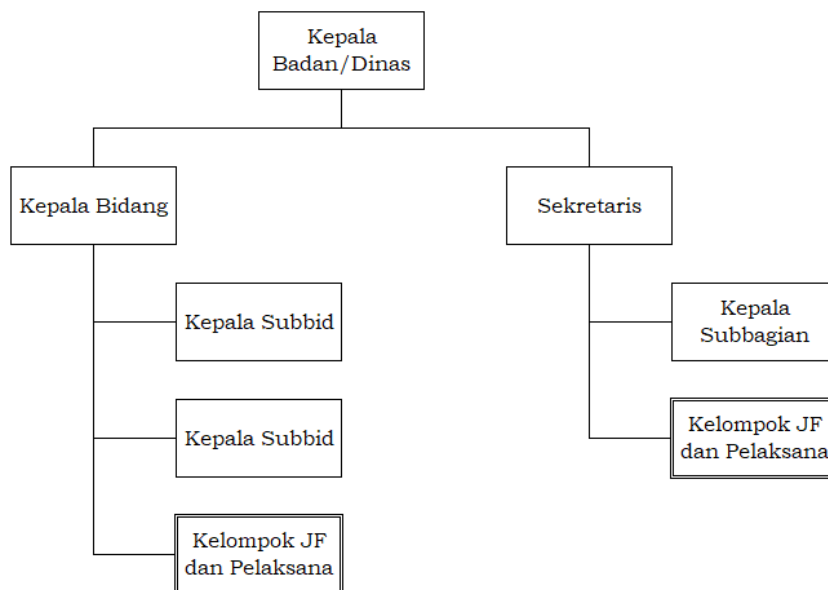 Kepala
Badan/Dinas
Kepala Bidang
Sekretaris
Kepala Subbid
Kepala
Subbagian
Kepala Subbid
Kelompok JF
dan Pelaksana
Kelompok JF
dan Pelaksana